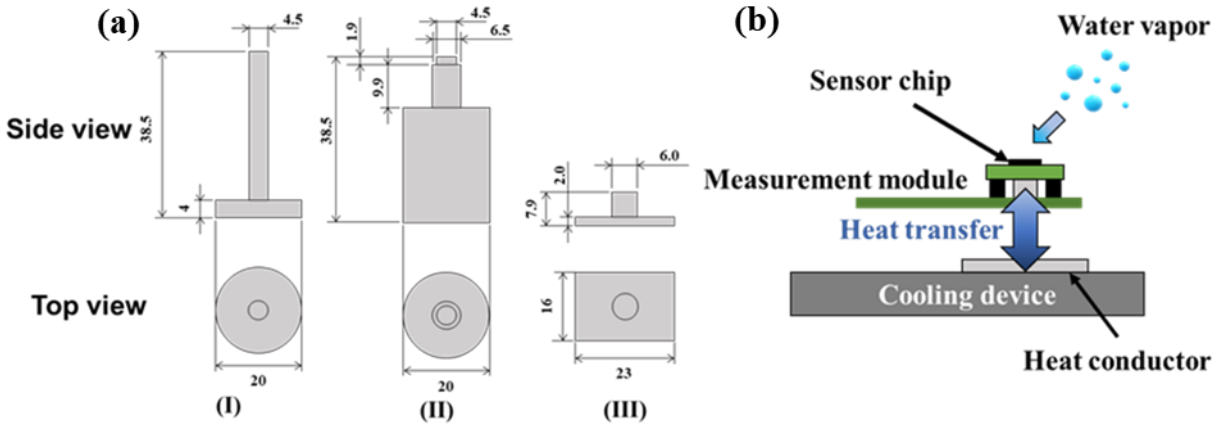 (a)
4.5
38.5
4
Side view
Top view
20
(I)
4.5
6.5
1.9
9.9
38.5
20
(II)
6.0
2.0
7.9
16
23
(III)
(b)
Water vapor
Sensor chip
Measurement module
Heat transfer
Cooling device
Heat conductor